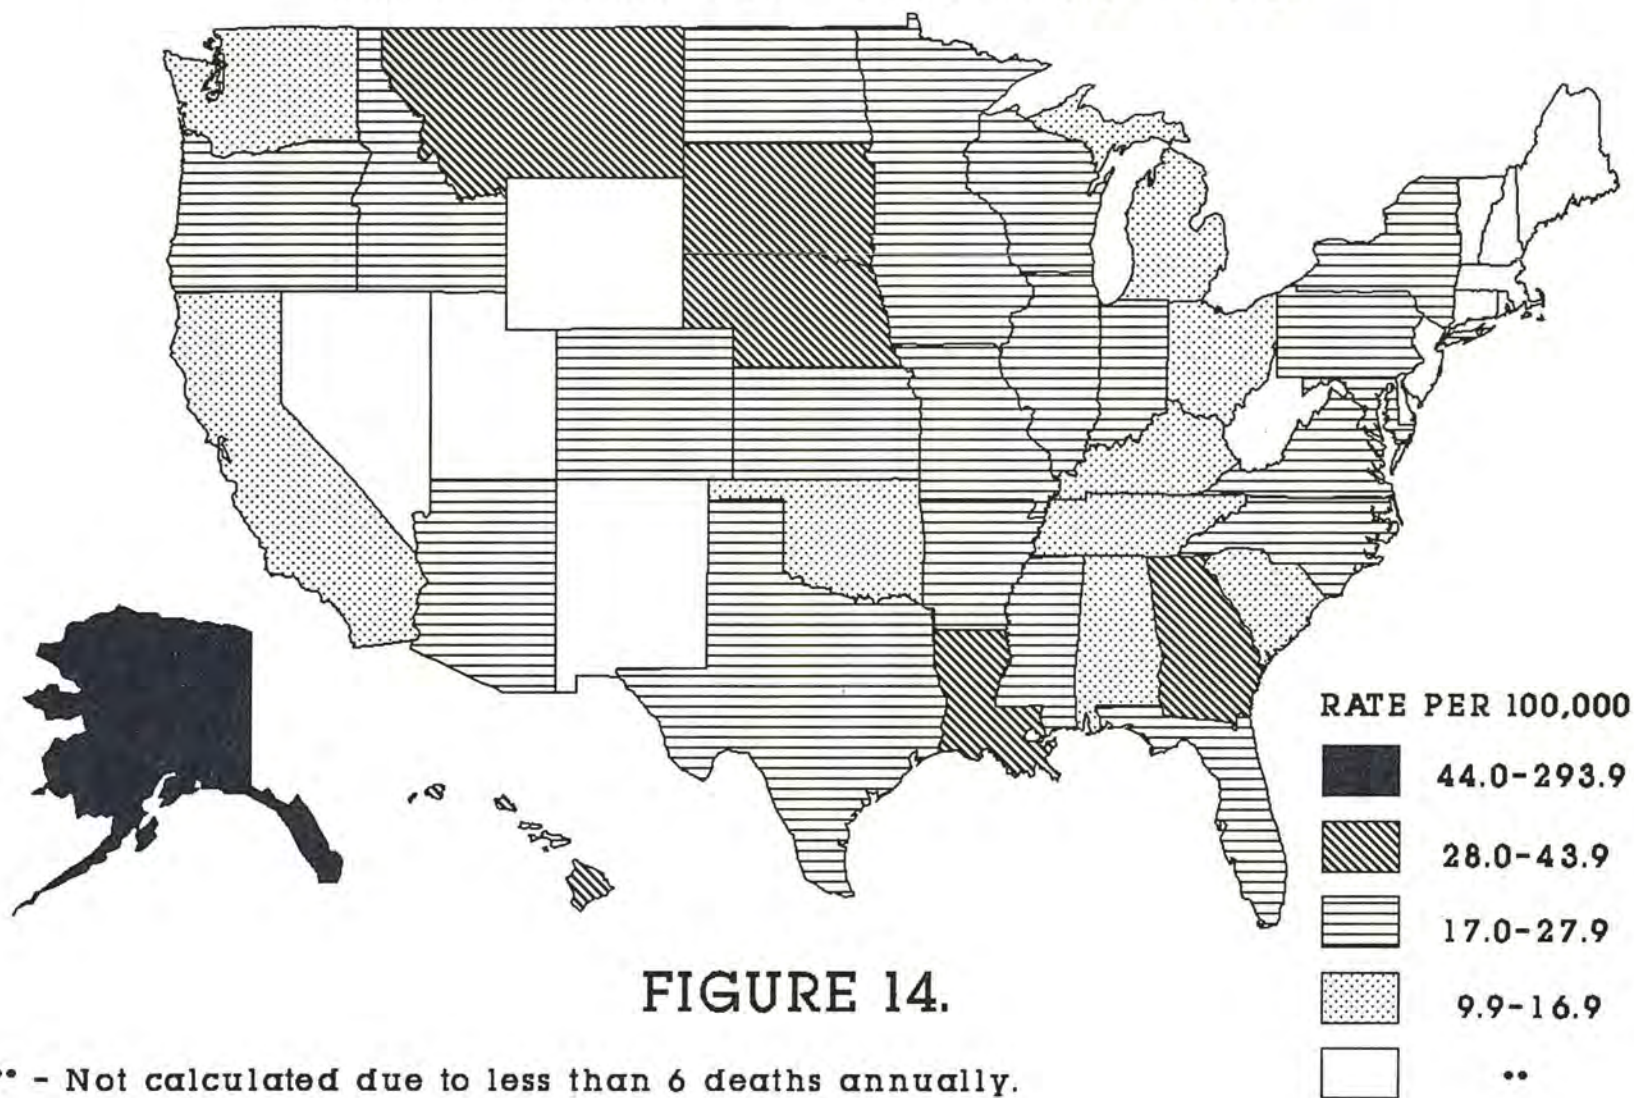 RATE PER 100,000
44.0-293.9
28.0-43.9
17.0-27.9
9.9-16.9
••
FIGURE 14.
•• - Not calculated due to less than 6 deaths annually.